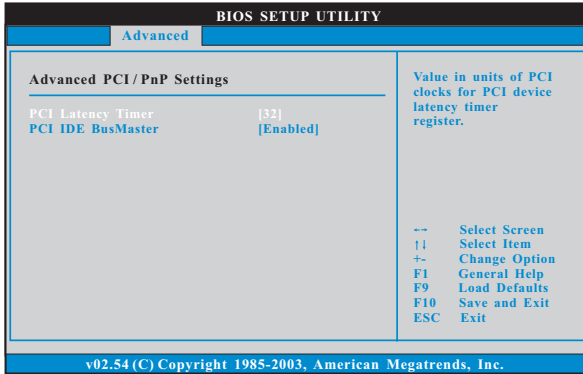 BIOS SETUP UTILITY
Advanced
Advanced PCI / PnP Settings
PCI Latency Timer [32]
PCI IDE BusMaster [Enabled]
Value in units of PCI
clocks for PCI device
latency timer
register.
←→ Select Screen
↑↓ Select Item
+- Change Option
F1 General Help
F9 Load Defaults
F10 Save and Exit
ESC Exit
v02.54 (C) Copyright 1985-2003, American Megatrends, Inc.